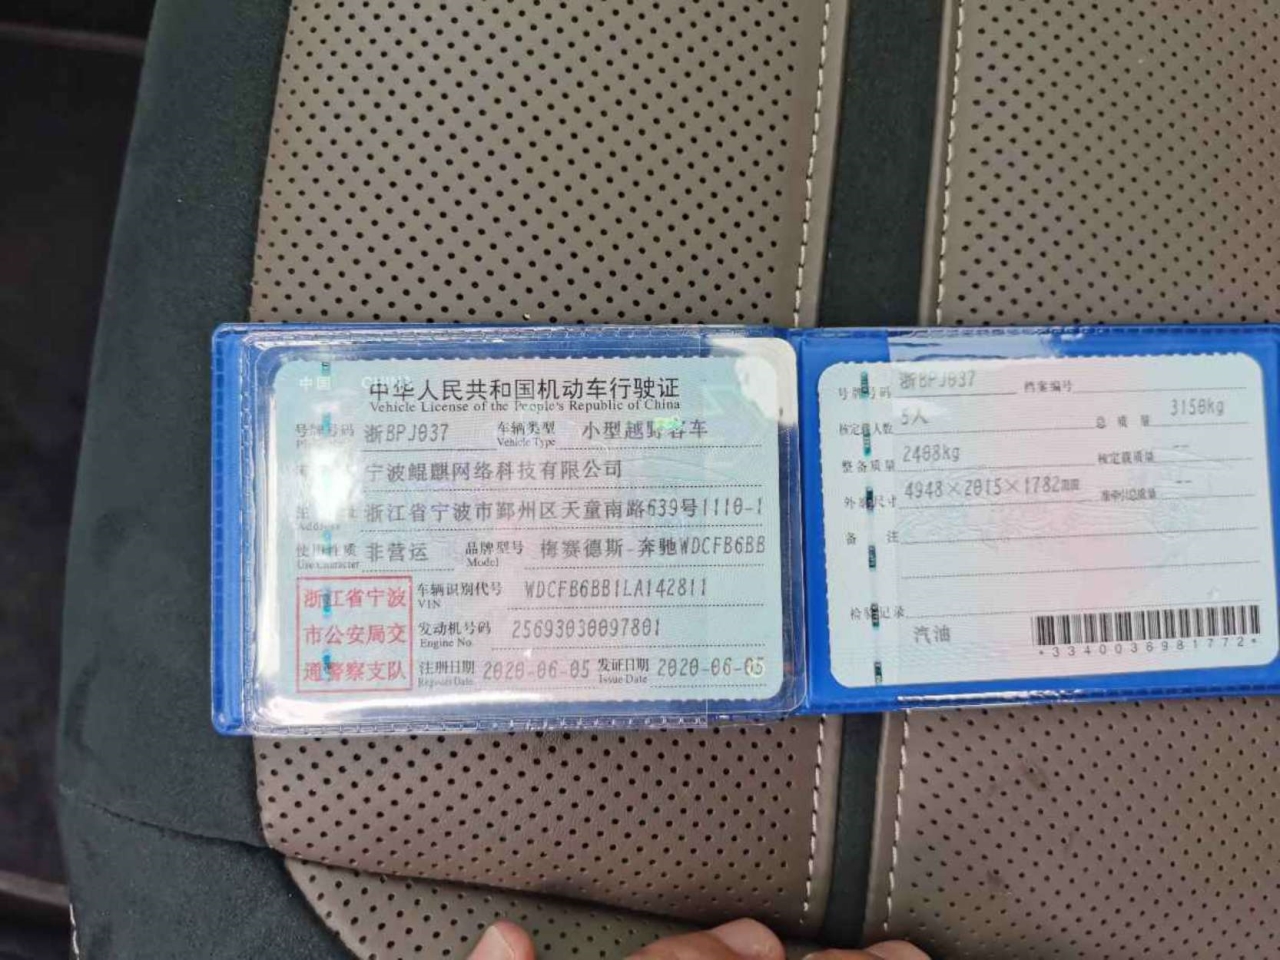 中国 CHINA
中华人民共和国机动车行驶证
Vehicle License of the People's Republic of China
号牌号码 浙BPJ037 车辆类型 小型越野客车
Vehicle Type
宁波鲲麒网络科技有限公司
浙江省宁波市鄞州区天童南路639号1110-1
Address
使用性质 非营运 品牌型号 梅赛德斯-奔驰WDCFB6BB
Use Character Model
浙江省宁波
市公安局交
通警察支队
车辆识别代号 WDCFB6BB1LA142811
VIN
发动机号码 25693030097801
Engine No.
注册日期 2020-06-05 发证日期 2020-06-05
Register Date Issue Date
号牌号码 浙BPJ037 档案编号
核定载人数 5人 总质量 3150kg
整备质量 2408kg 核定载质量 --
外廓尺寸 4948×2015×1782mm 准牵引总质量 --
备注
检验记录
汽油
*3340036981772*